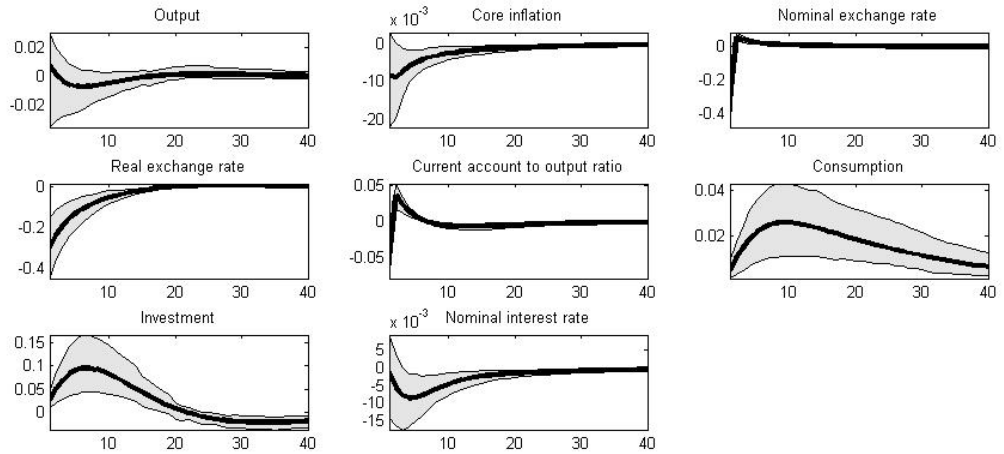 Output
0.02
0
-0.02
10 20 30 40
Core inflation
x 10-3
0
-10
-20
10 20 30 40
Nominal exchange rate
0
-0.2
-0.4
10 20 30 40
Real exchange rate
0
-0.2
-0.4
10 20 30 40
Current account to output ratio
0.05
0
-0.05
10 20 30 40
Consumption
0.04
0.02
10 20 30 40
Investment
0.15
0.1
0.05
0
10 20 30 40
Nominal interest rate
x 10-3
5
0
-5
-10
-15
10 20 30 40